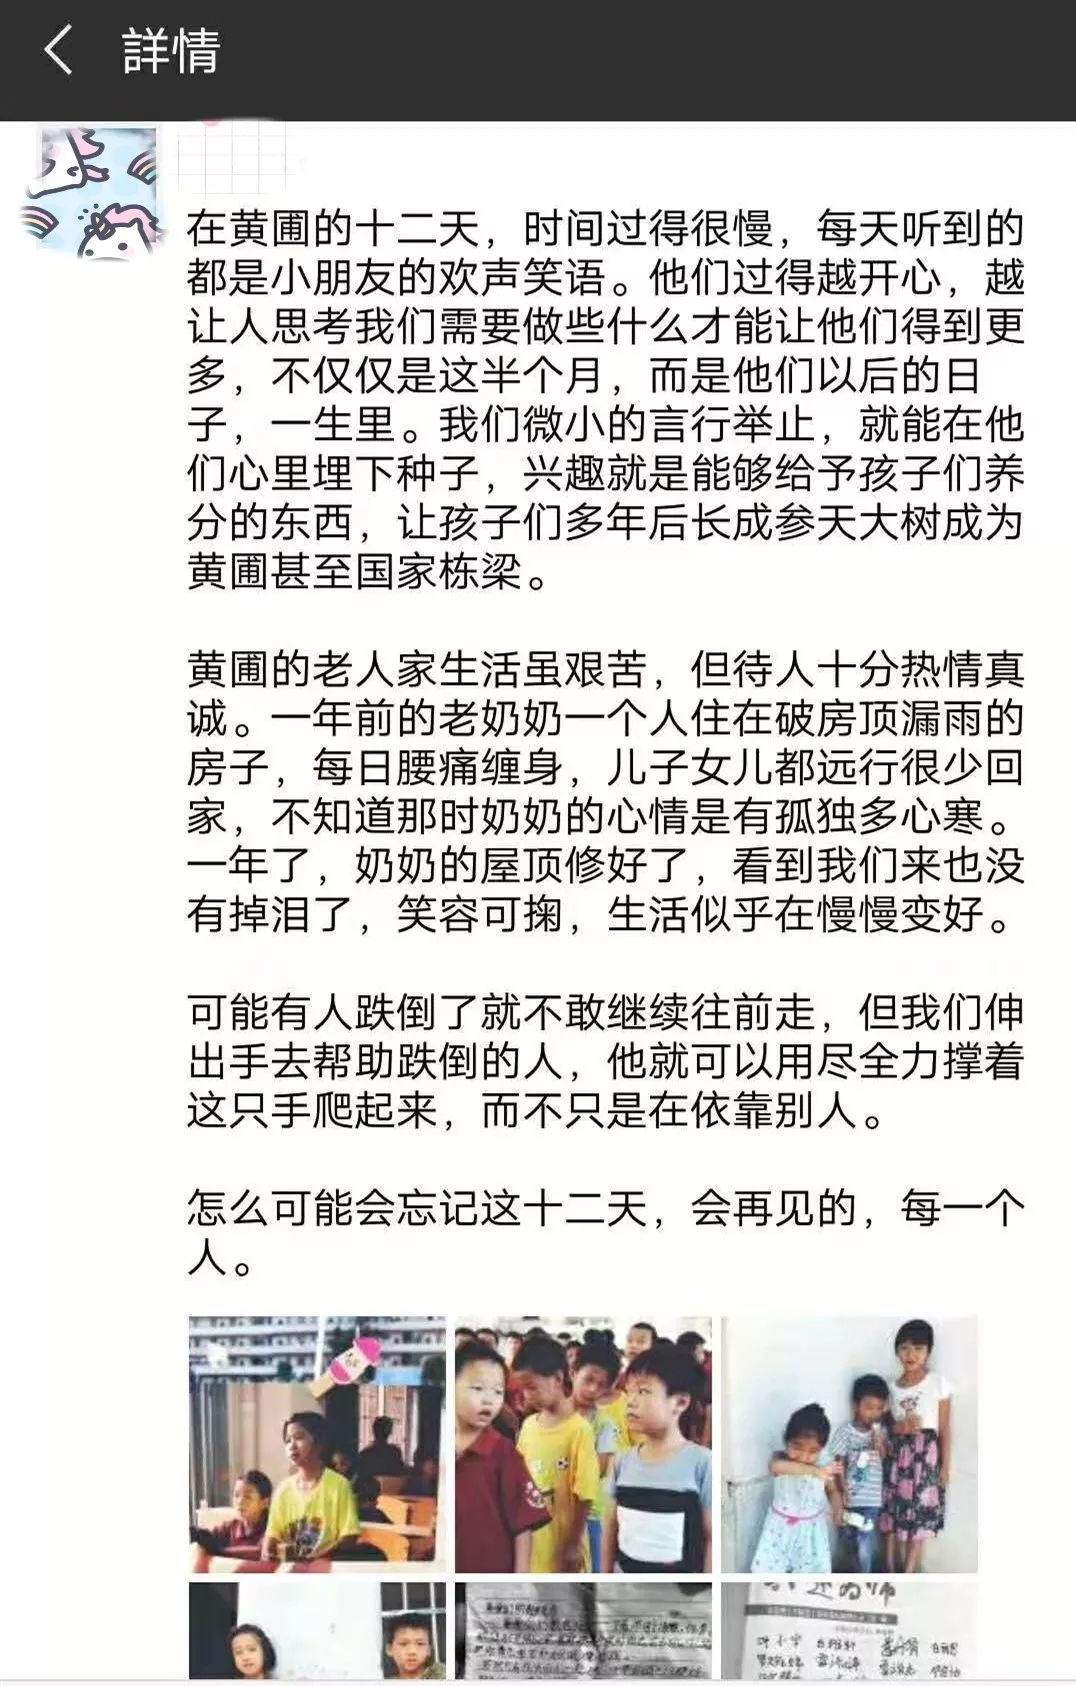 詳情
在黄圃的十二天，时间过得很慢，每天听到的
都是小朋友的欢声笑语。他们过得越开心，越
让人思考我们需要做些什么才能让他们得到更
多，不仅仅是这半个月，而是他们以后的日
子，一生里。我们微小的言行举止，就能在他
们心里埋下种子，兴趣就是能够给予孩子们养
分的东西，让孩子们多年后长成参天大树成为
黄圃甚至国家栋梁。
黄圃的老人家生活虽艰苦，但待人十分热情真
诚。一年前的老奶奶一个人住在破房顶漏雨的
房子，每日腰痛缠身，儿子女儿都远行很少回
家，不知道那时奶奶的心情是有孤独多心寒。
一年了，奶奶的屋顶修好了，看到我们来也没
有掉泪了，笑容可掬，生活似乎在慢慢变好。
可能有人跌倒了就不敢继续往前走，但我们伸
出手去帮助跌倒的人，他就可以用尽全力撑着
这只手爬起来，而不只是在依靠别人。
怎么可能会忘记这十二天，会再见的，每一个
人。